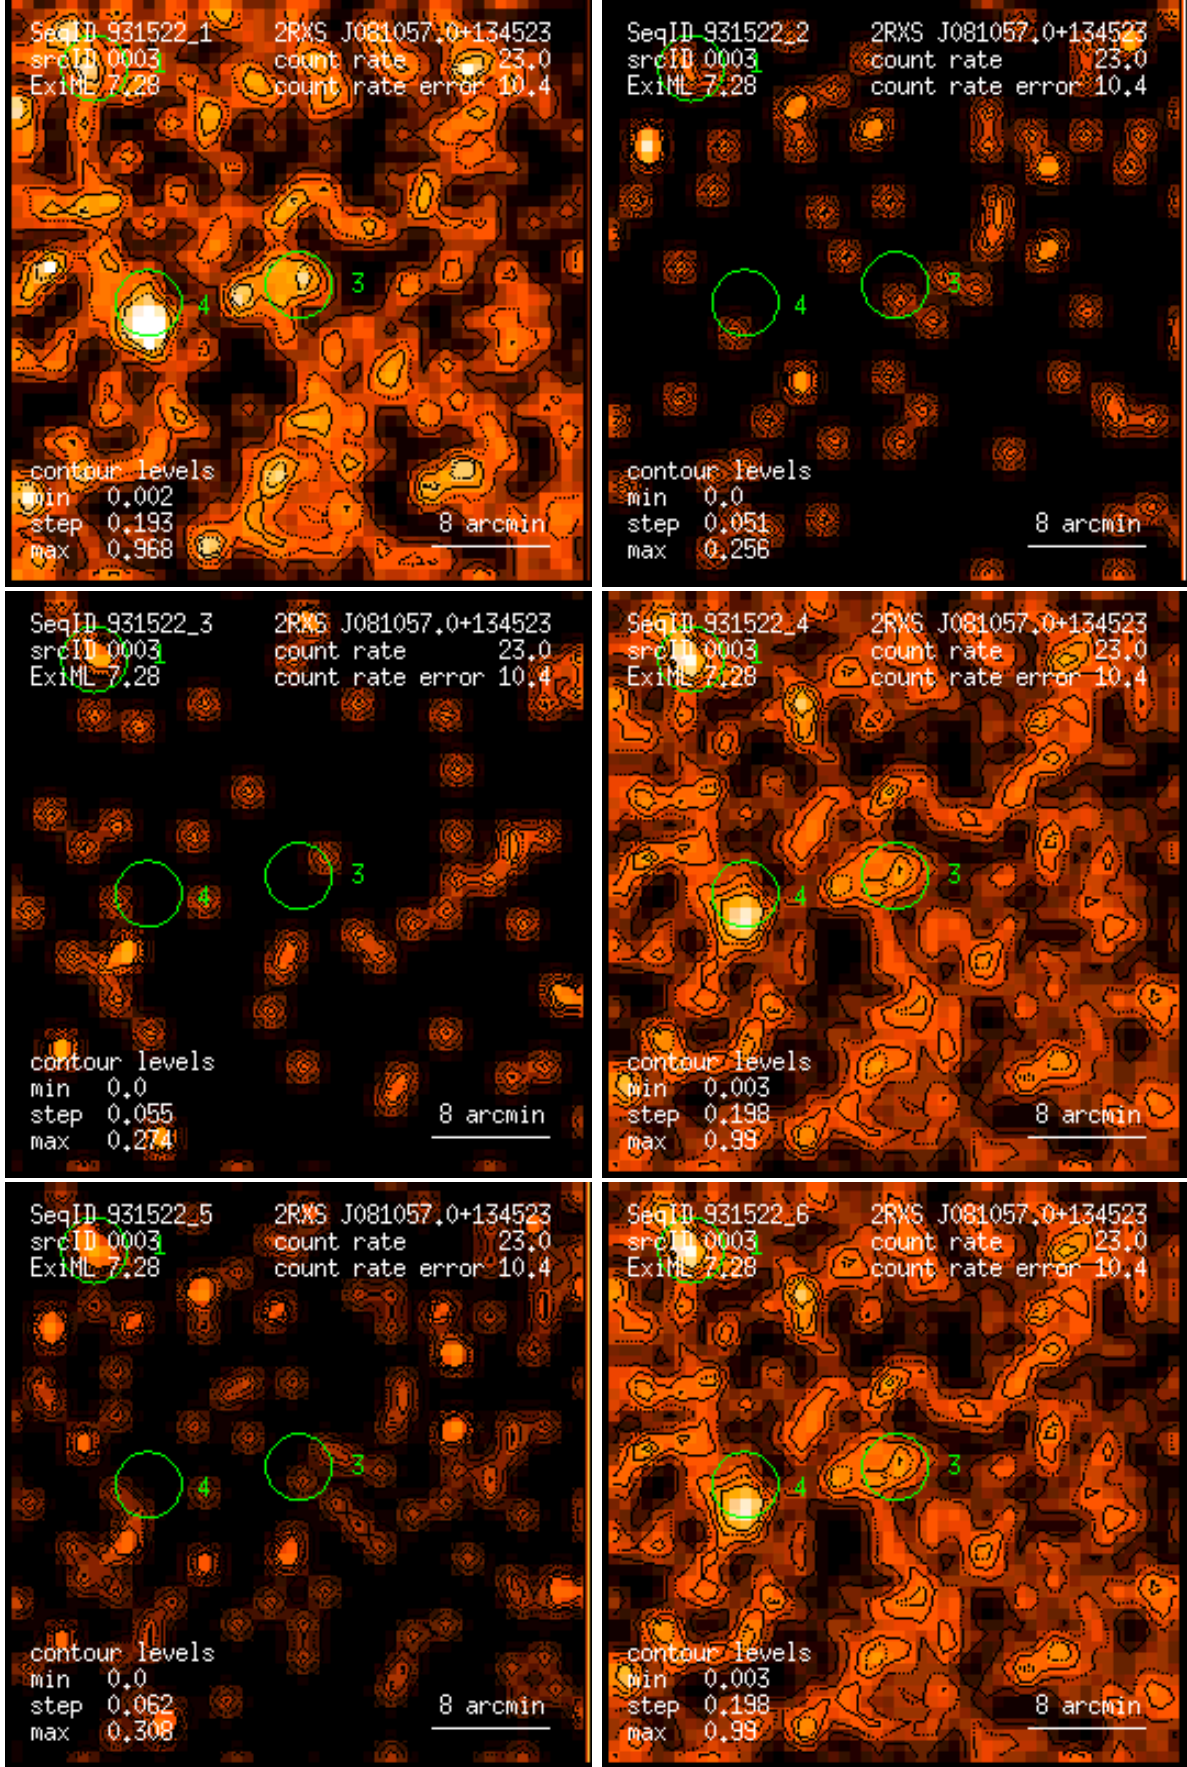 SeqID 931522_1 2RXS J081057.0+134523
srcID 0003 1 count rate 23.0
ExiML 7.28 count rate error 10.4
3
4
contour levels
min 0.002
step 0.193 8 arcmin
max 0.968
SeqID 931522_2 2RXS J081057.0+134523
srcID 0003 1 count rate 23.0
ExiML 7.28 count rate error 10.4
3
4
contour levels
min 0.0
step 0.051 8 arcmin
max 0.256
SeqID 931522_3 2RXS J081057.0+134523
srcID 0003 1 count rate 23.0
ExiML 7.28 count rate error 10.4
3
4
contour levels
min 0.0
step 0.055 8 arcmin
max 0.274
SeqID 931522_4 2RXS J081057.0+134523
srcID 0003 1 count rate 23.0
ExiML 7.28 count rate error 10.4
3
4
contour levels
min 0.003
step 0.198 8 arcmin
max 0.99
SeqID 931522_5 2RXS J081057.0+134523
srcID 0003 1 count rate 23.0
ExiML 7.28 count rate error 10.4
3
4
contour levels
min 0.0
step 0.062 8 arcmin
max 0.308
SeqID 931522_6 2RXS J081057.0+134523
srcID 0003 1 count rate 23.0
ExiML 7.28 count rate error 10.4
3
4
contour levels
min 0.003
step 0.198 8 arcmin
max 0.99